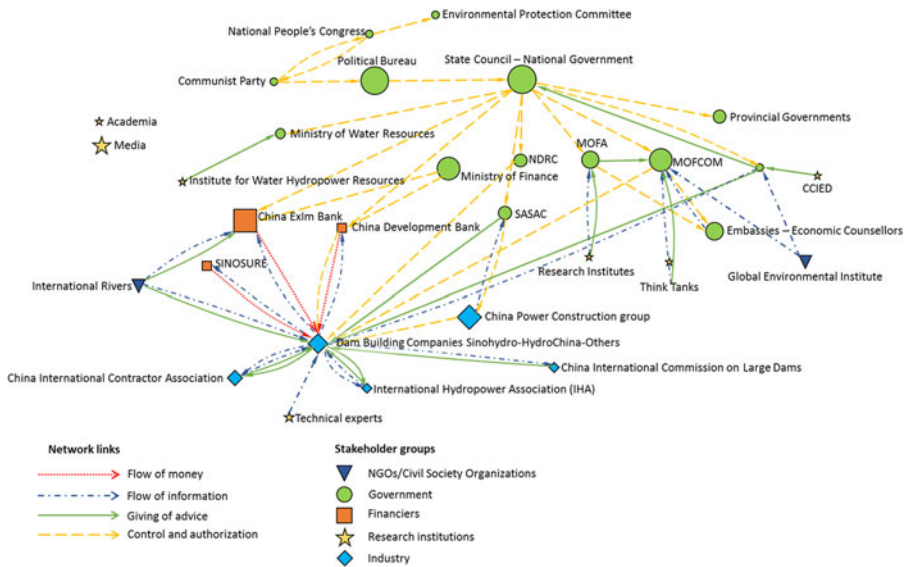 Environmental Protection Committee
National People's Congress
Political Bureau
State Council – National Government
Communist Party
Provincial Governments
Academia
Media
Ministry of Water Resources
MOFA
NDRC
MOFCOM
Ministry of Finance
Institute for Water Hydropower Resources
CCIED
China ExIm Bank
SASAC
China Development Bank
Embassies – Economic Counsellors
SINOSURE
Research Institutes
Global Environmental Institute
International Rivers
Think Tanks
China Power Construction group
Dam Building Companies Sinohydro-HydroChina-Others
China International Contractor Association
China International Commission on Large Dams
International Hydropower Association (IHA)
Technical experts
Network links
Flow of money
Flow of information
Giving of advice
Control and authorization
Stakeholder groups
NGOs/Civil Society Organizations
Government
Financiers
Research institutions
Industry